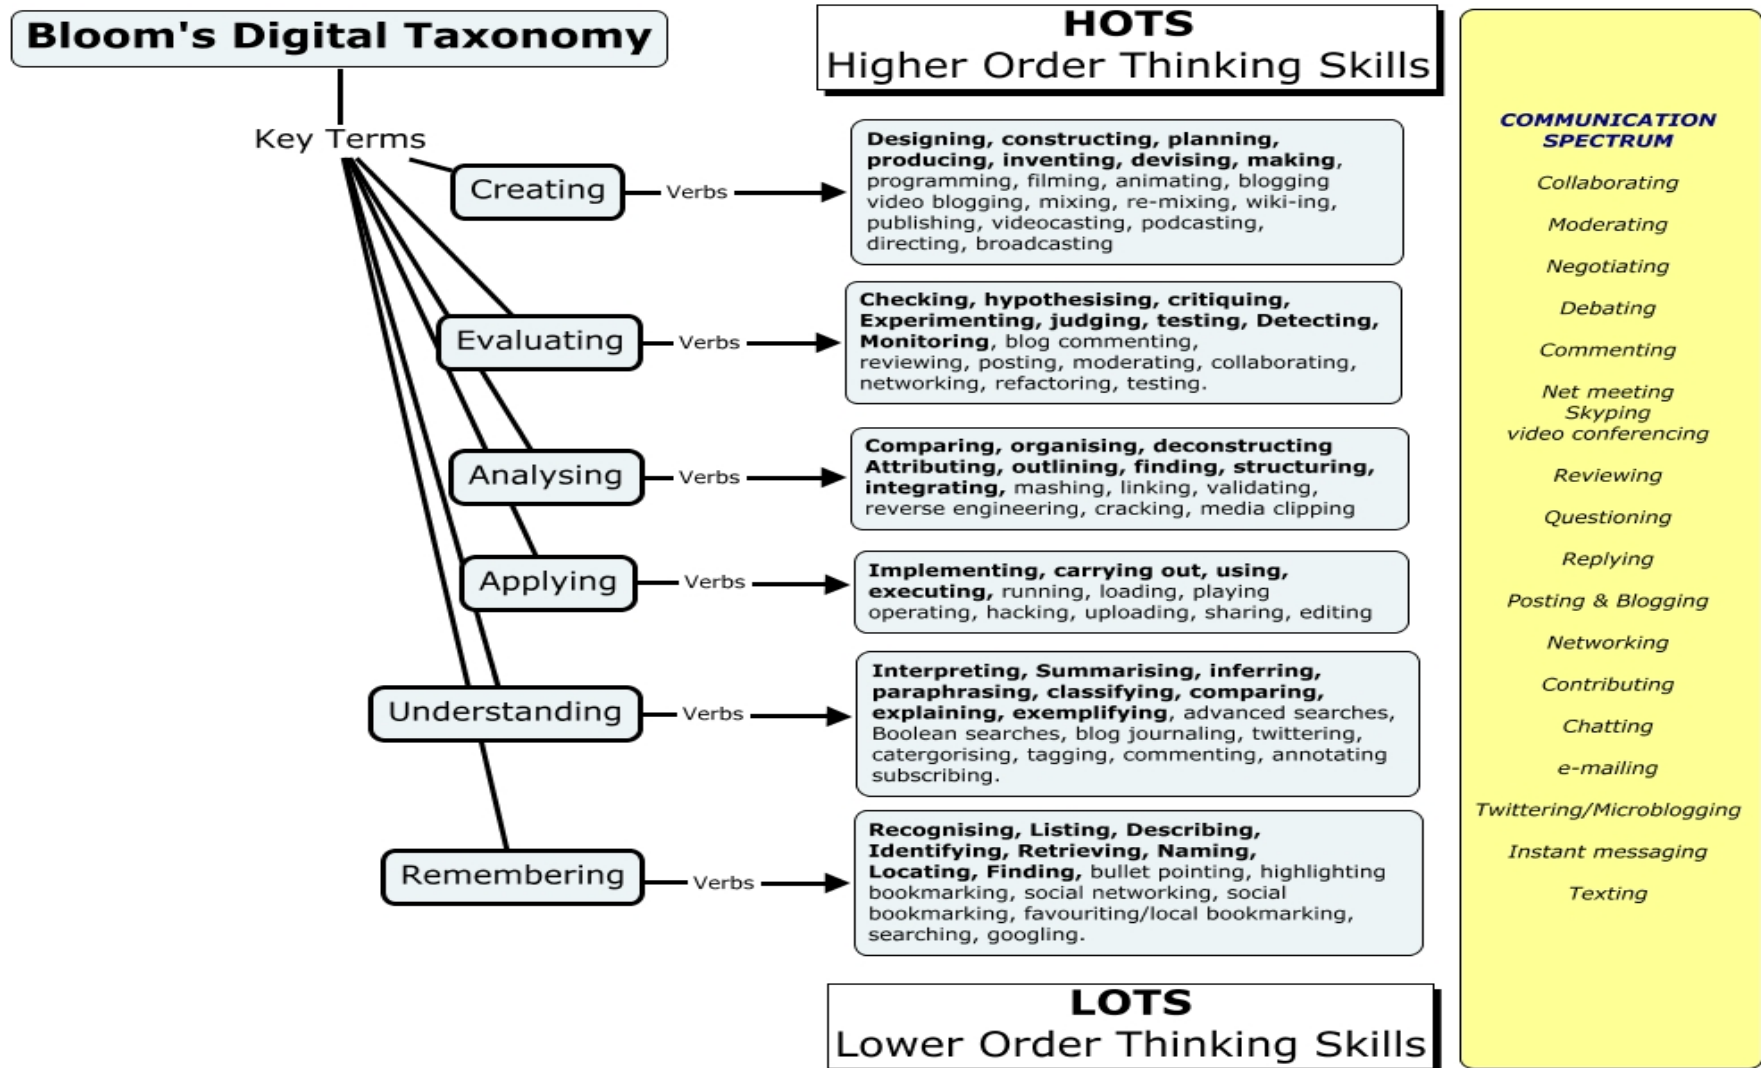 Bloom's Digital Taxonomy
Key Terms
HOTS
Higher Order Thinking Skills
Creating
Verbs
Designing, constructing, planning,
producing, inventing, devising, making,
programming, filming, animating, blogging
video blogging, mixing, re-mixing, wiki-ing,
publishing, videocasting, podcasting,
directing, broadcasting
Evaluating
Verbs
Checking, hypothesising, critiquing,
Experimenting, judging, testing, Detecting,
Monitoring, blog commenting,
reviewing, posting, moderating, collaborating,
networking, refactoring, testing.
Analysing
Verbs
Comparing, organising, deconstructing
Attributing, outlining, finding, structuring,
integrating, mashing, linking, validating,
reverse engineering, cracking, media clipping
Applying
Verbs
Implementing, carrying out, using,
executing, running, loading, playing
operating, hacking, uploading, sharing, editing
Understanding
Verbs
Interpreting, Summarising, inferring,
paraphrasing, classifying, comparing,
explaining, exemplifying, advanced searches,
Boolean searches, blog journaling, twittering,
catergorising, tagging, commenting, annotating
subscribing.
Remembering
Verbs
Recognising, Listing, Describing,
Identifying, Retrieving, Naming,
Locating, Finding, bullet pointing, highlighting
bookmarking, social networking, social
bookmarking, favouriting/local bookmarking,
searching, googling.
LOTS
Lower Order Thinking Skills
COMMUNICATION
SPECTRUM
Collaborating
Moderating
Negotiating
Debating
Commenting
Net meeting
Skyping
video conferencing
Reviewing
Questioning
Replying
Posting & Blogging
Networking
Contributing
Chatting
e-mailing
Twittering/Microblogging
Instant messaging
Texting